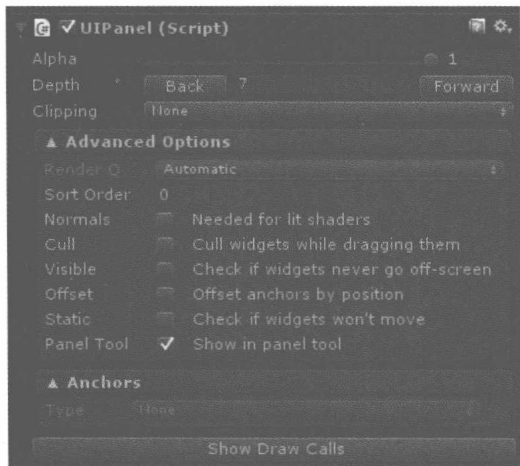 UIPanel (Script)
Alpha 1
Depth Back 7 Forward
Clipping None
▲ Advanced Options
Render Q Automatic
Sort Order 0
Normals Needed for lit shaders
Cull Cull widgets while dragging them
Visible Check if widgets never go off-screen
Offset Offset anchors by position
Static Check if widgets won't move
Panel Tool Show in panel tool
▲ Anchors
Type None
Show Draw Calls